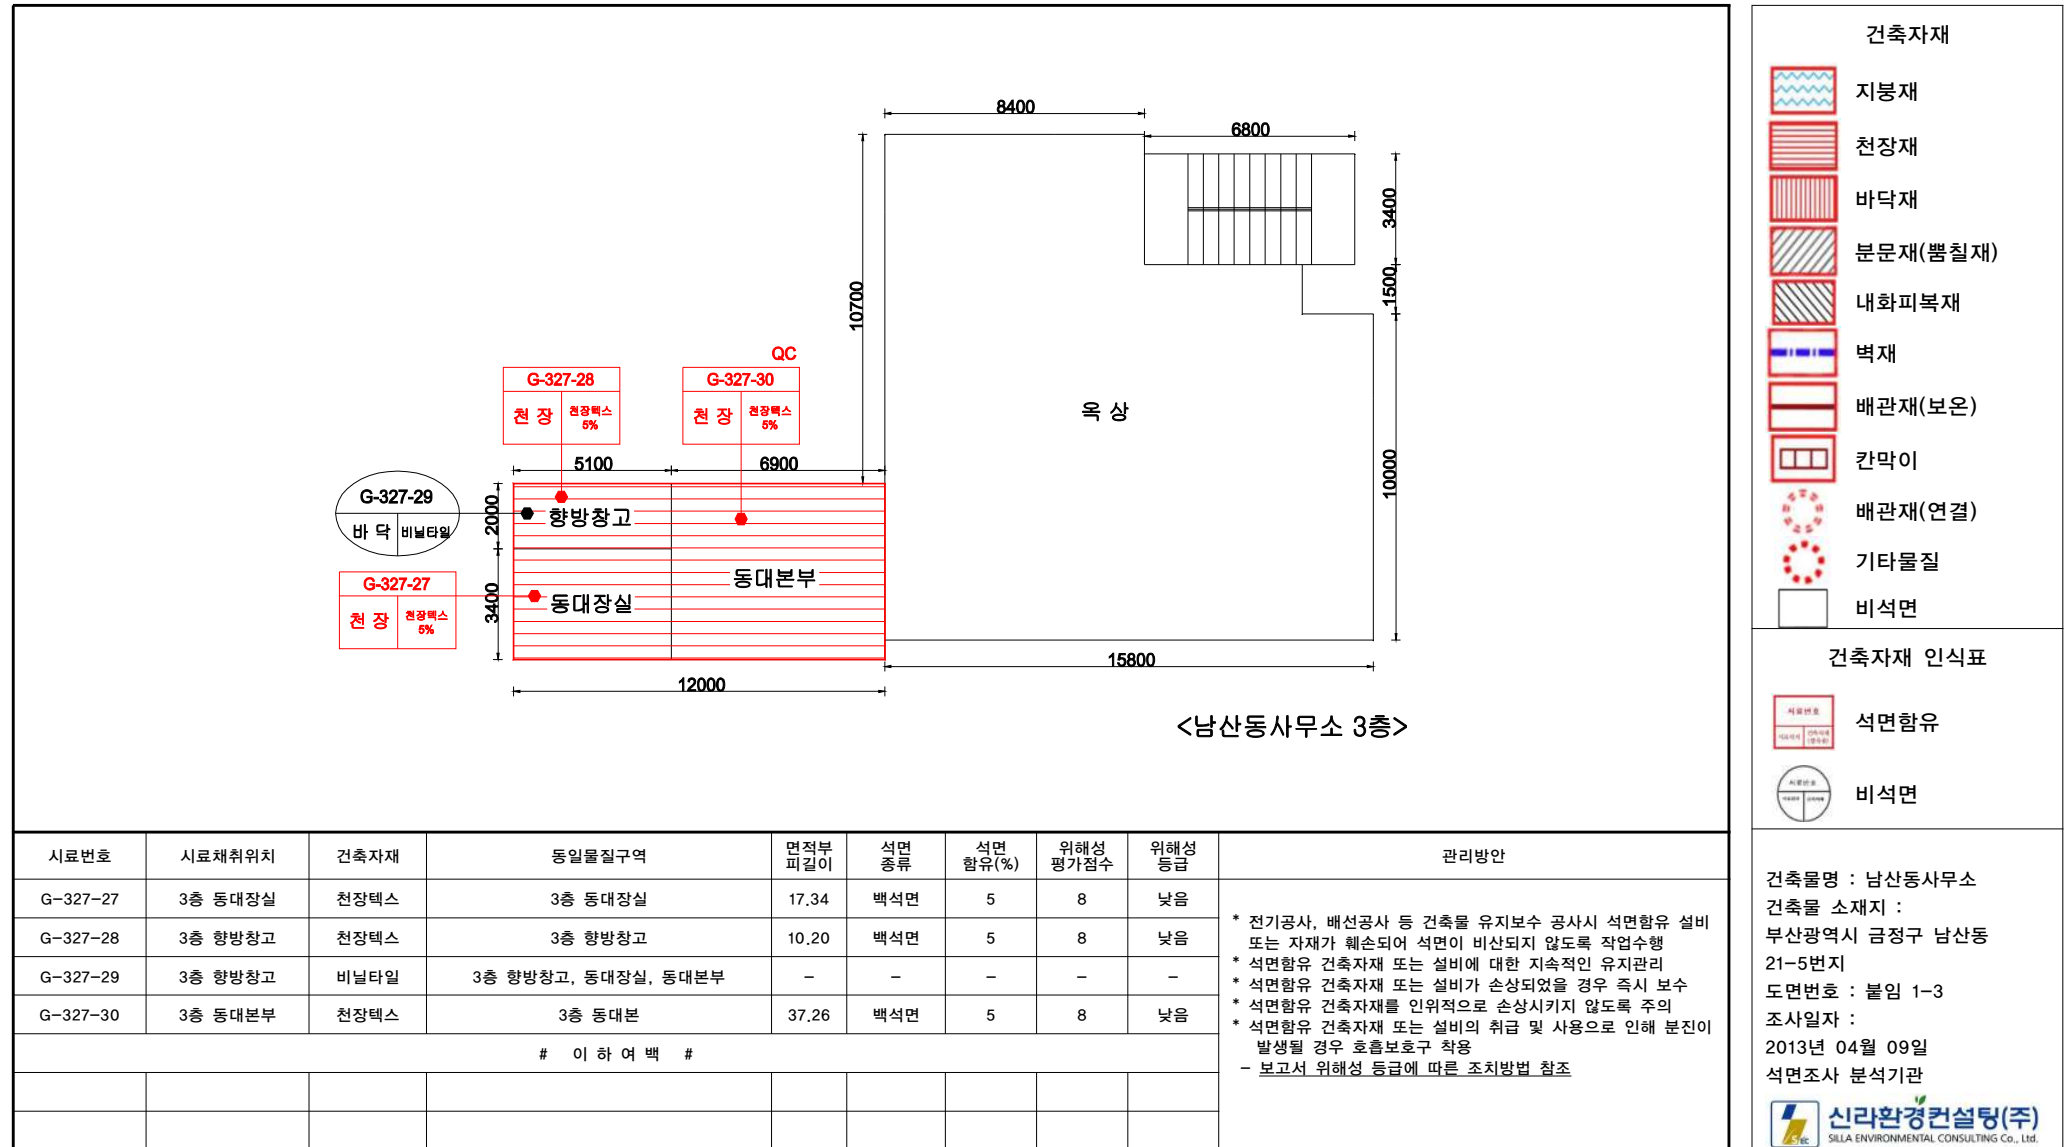 8400
6800
3400
1500
10700
10000
QC
G-327-28
천 장
천장텍스
5%
G-327-30
천 장
천장텍스
5%
옥 상
5100
6900
G-327-29
바 닥
비닐타일
2000
향방창고
동대본부
G-327-27
천 장
천장텍스
5%
3400
동대장실
15800
12000
<남산동사무소 3층>
시료번호 시료채취위치 건축자재 동일물질구역 면적부피길이 석면종류 석면함유(%) 위해성평가점수 위해성등급 관리방안
G-327-27 3층 동대장실 천장텍스 3층 동대장실 17.34 백석면 5 8 낮음
G-327-28 3층 향방창고 천장텍스 3층 향방창고 10.20 백석면 5 8 낮음
G-327-29 3층 향방창고 비닐타일 3층 향방창고, 동대장실, 동대본부 - - - - -
G-327-30 3층 동대본부 천장텍스 3층 동대본 37.26 백석면 5 8 낮음
# 이 하 여 백 #
* 전기공사, 배선공사 등 건축물 유지보수 공사시 석면함유 설비
또는 자재가 훼손되어 석면이 비산되지 않도록 작업수행
* 석면함유 건축자재 또는 설비에 대한 지속적인 유지관리
* 석면함유 건축자재 또는 설비가 손상되었을 경우 즉시 보수
* 석면함유 건축자재를 인위적으로 손상시키지 않도록 주의
* 석면함유 건축자재 또는 설비의 취급 및 사용으로 인해 분진이
발생될 경우 호흡보호구 착용
- 보고서 위해성 등급에 따른 조치방법 참조
건축자재
지붕재
천장재
바닥재
분문재(뿜칠재)
내화피복재
벽재
배관재(보온)
칸막이
배관재(연결)
기타물질
비석면
건축자재 인식표
시료번호
석면함유
비석면
건축물명 : 남산동사무소
건축물 소재지 :
부산광역시 금정구 남산동
21-5번지
도면번호 : 붙임 1-3
조사일자 :
2013년 04월 09일
석면조사 분석기관
신라환경컨설팅(주)
SILLA ENVIRONMENTAL CONSULTING Co., Ltd.